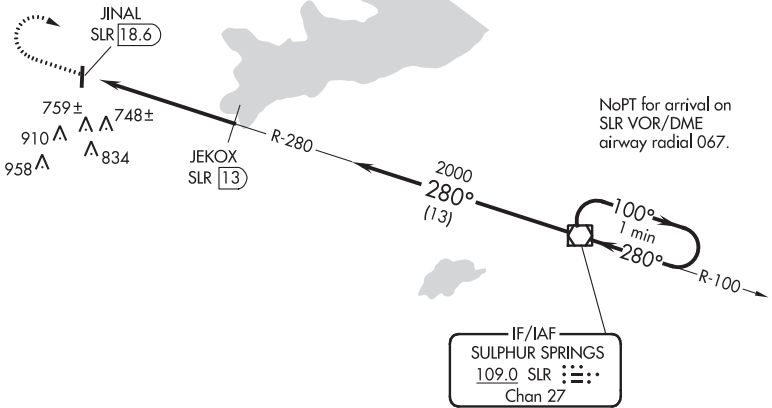 JINAL
SLR 18.6
759±
748±
910
834
958
JEKOX
SLR 13
R-280
NoPT for arrival on
SLR VOR/DME
airway radial 067.
2000
280°
(13)
100°
1 min
280°
R-100
IF/IAF
SULPHUR SPRINGS
109.0 SLR
Chan 27